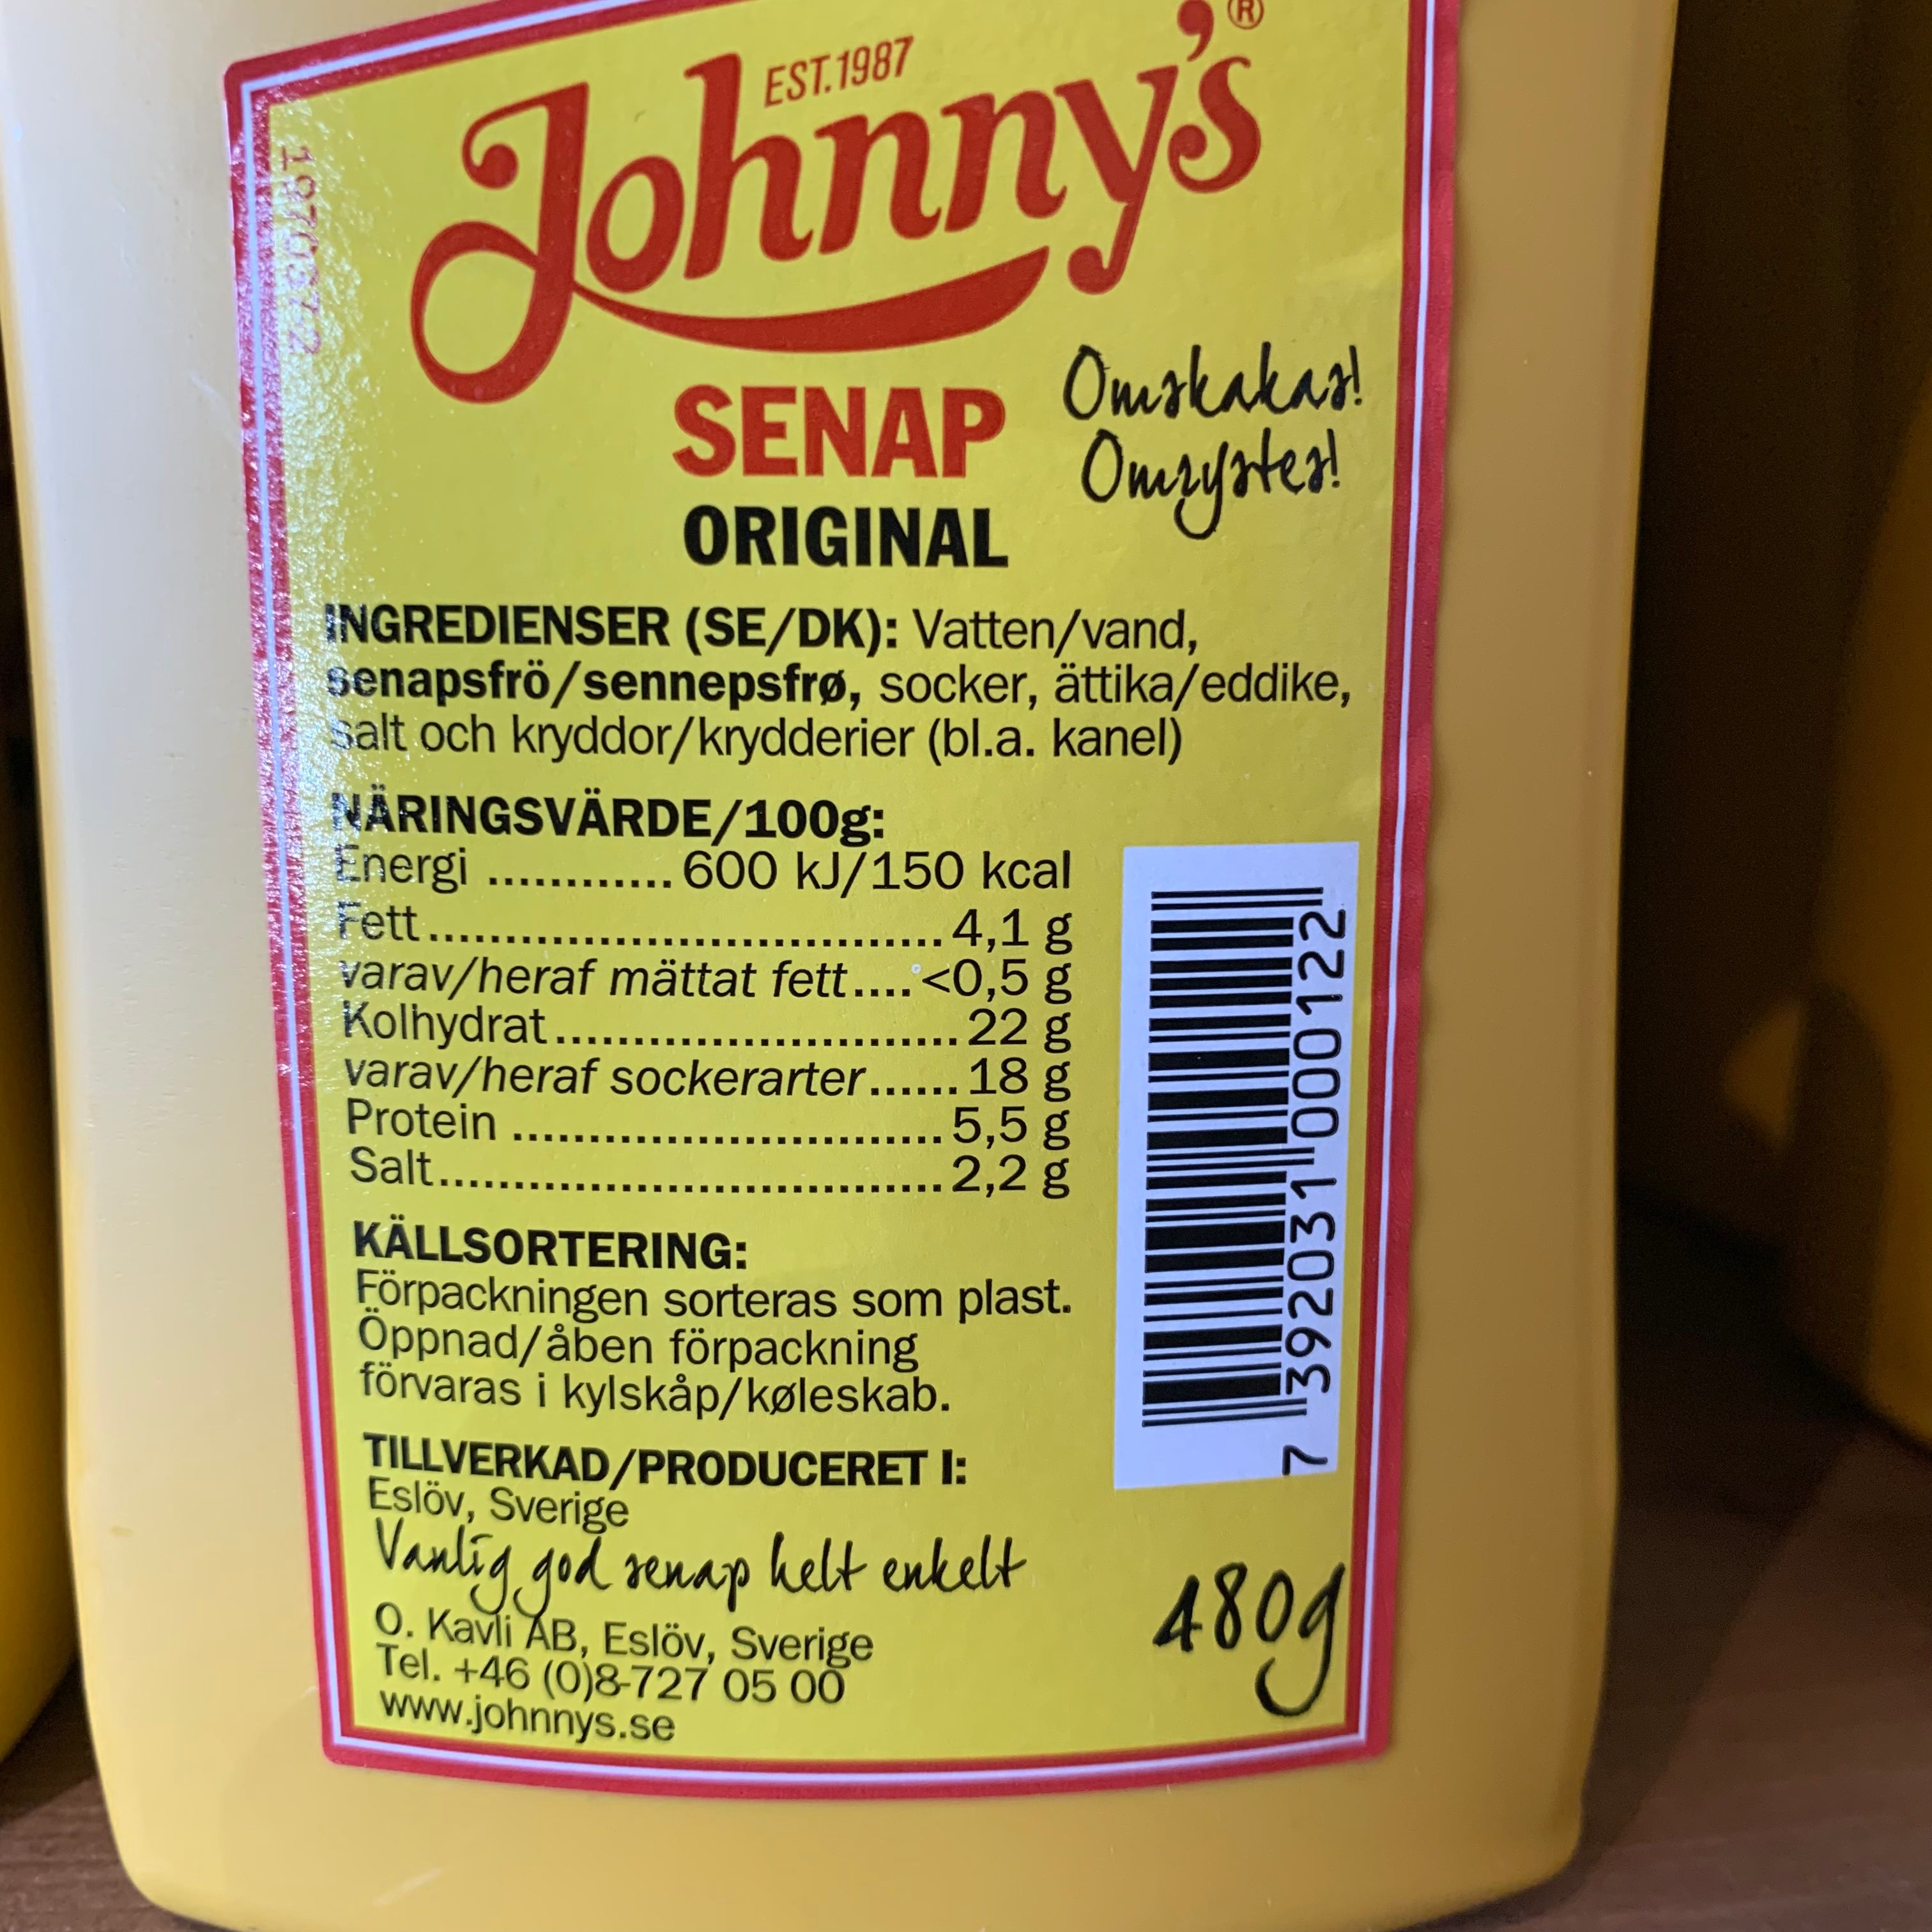 EST.1987
Johnny's®
SENAP
ORIGINAL
Omskakas!
Omrystes!
INGREDIENSER (SE/DK): Vatten/vand,
senapsfrö/sennepsfrø, socker, ättika/eddike,
salt och kryddor/krydderier (bl.a. kanel)
NÄRINGSVÄRDE/100g:
Energi ............ 600 kJ/150 kcal
Fett.................................. 4,1 g
varav/heraf mättat fett....<0,5 g
Kolhydrat.......................... 22 g
varav/heraf sockerarter...... 18 g
Protein ............................ 5,5 g
Salt................................. 2,2 g
KÄLLSORTERING:
Förpackningen sorteras som plast.
Öppnad/åben förpackning
förvaras i kylskåp/køleskab.
TILLVERKAD/PRODUCERET I:
Eslöv, Sverige
Vanlig god senap helt enkelt
O. Kavli AB, Eslöv, Sverige
Tel. +46 (0)8-727 05 00
www.johnnys.se
7 392031 000122
480g